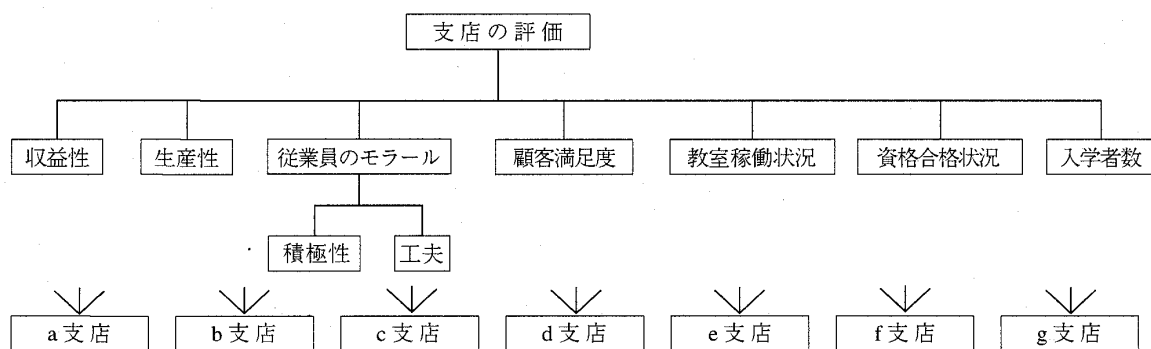 支店の評価
収益性 生産性 従業員のモラール 顧客満足度 教室稼働状況 資格合格状況 入学者数
積極性 工夫
a支店 b支店 c支店 d支店 e支店 f支店 g支店